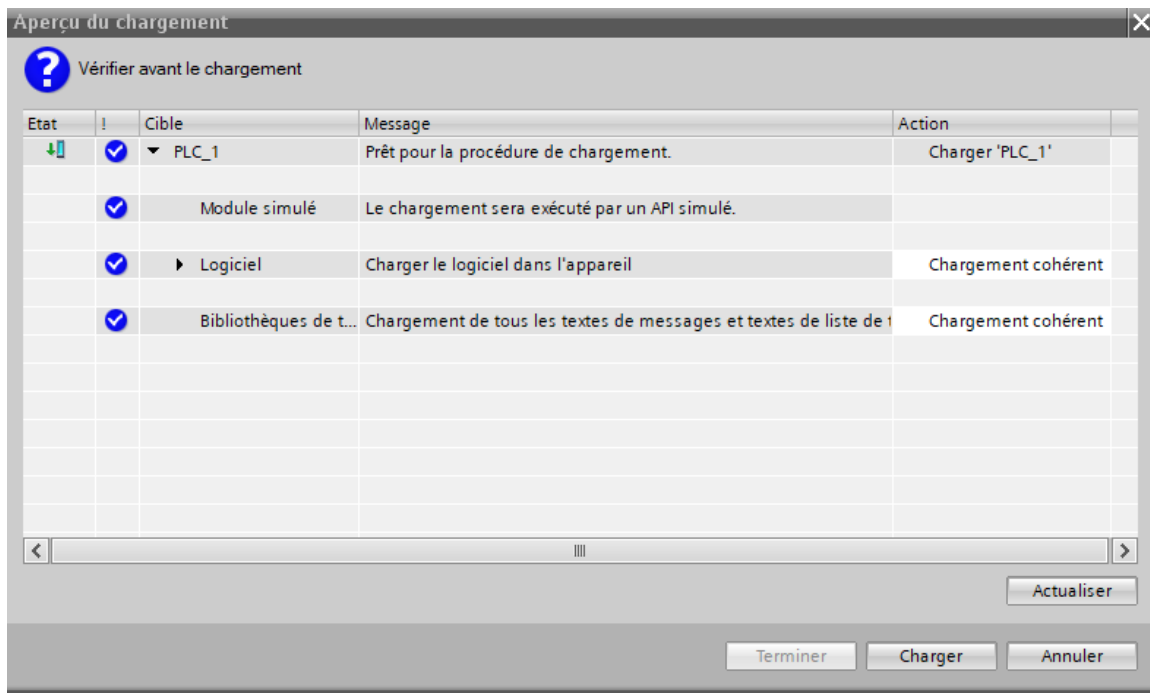 Aperçu du chargement
Vérifier avant le chargement
Etat ! Cible Message Action
PLC_1 Prêt pour la procédure de chargement. Charger 'PLC_1'
Module simulé Le chargement sera exécuté par un API simulé.
Logiciel Charger le logiciel dans l'appareil Chargement cohérent
Bibliothèques de t... Chargement de tous les textes de messages et textes de liste de t Chargement cohérent
Actualiser
Terminer Charger Annuler